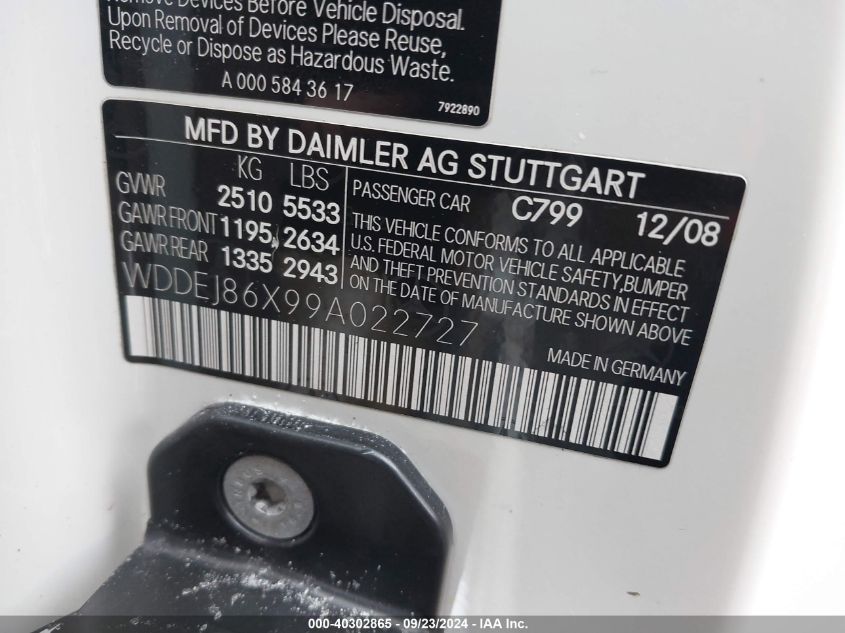 Remove Devices Before Vehicle Disposal.
Upon Removal of Devices Please Reuse,
Recycle or Dispose as Hazardous Waste.
A 000 584 36 17
7922890
MFD BY DAIMLER AG STUTTGART
KG LBS
GVWR 2510 5533
GAWR FRONT 1195 2634
GAWR REAR 1335 2943
PASSENGER CAR C799 12/08
THIS VEHICLE CONFORMS TO ALL APPLICABLE
U.S. FEDERAL MOTOR VEHICLE SAFETY,BUMPER
AND THEFT PREVENTION STANDARDS IN EFFECT
ON THE DATE OF MANUFACTURE SHOWN ABOVE
WDDEJ86X99A022727
MADE IN GERMANY
000-40302865 - 09/23/2024 - IAA Inc.